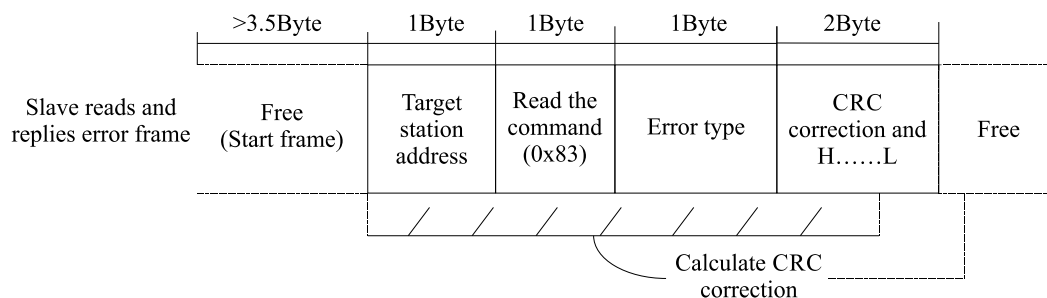 >3.5Byte 1Byte 1Byte 1Byte 2Byte
Slave reads and
replies error frame
Free
(Start frame)
Target
station
address
Read the
command
(0x83)
Error type
CRC
correction and
H……L
Free
Calculate CRC
correction